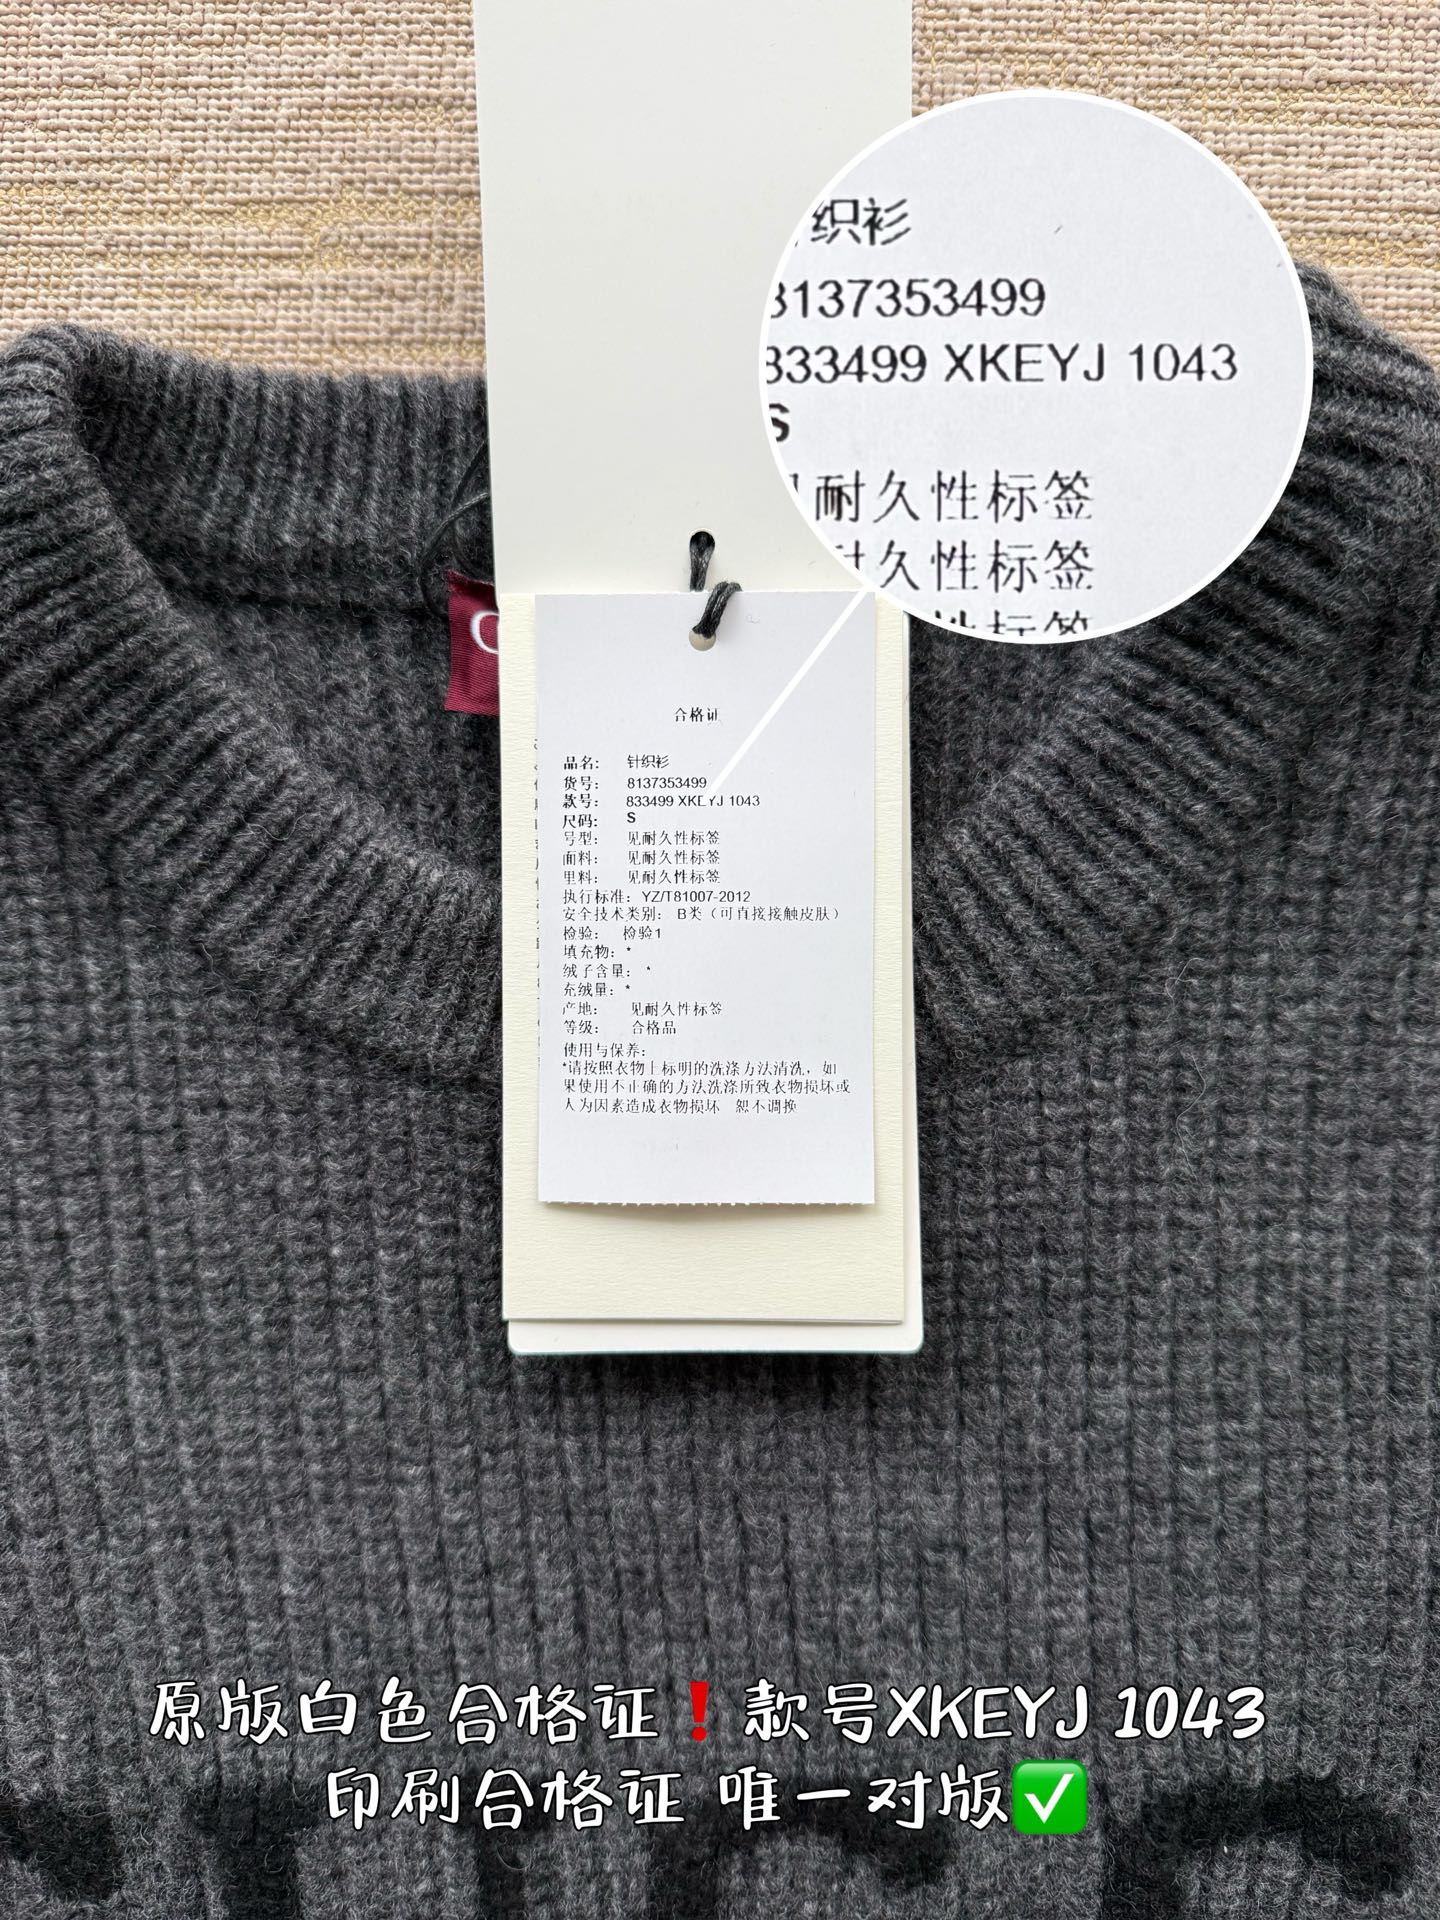 针织衫
8137353499
833499 XKEYJ 1043
S
耐久性标签
久性标签
合格证
品名： 针织衫
货号： 8137353499
款号： 833499 XKEYJ 1043
尺码： S
号型： 见耐久性标签
面料： 见耐久性标签
里料： 见耐久性标签
执行标准： YZ/T81007-2012
安全技术类别： B类（可直接接触皮肤）
检验： 检验1
填充物： *
绒子含量： *
充绒量： *
产地： 见耐久性标签
等级： 合格品
使用与保养：
*请按照衣物上标明的洗涤方法清洗，如
果使用不正确的方法洗涤所致衣物损坏或
人为因素造成衣物损坏 恕不调换
原版白色合格证❗款号XKEYJ 1043
印刷合格证 唯一对版✅